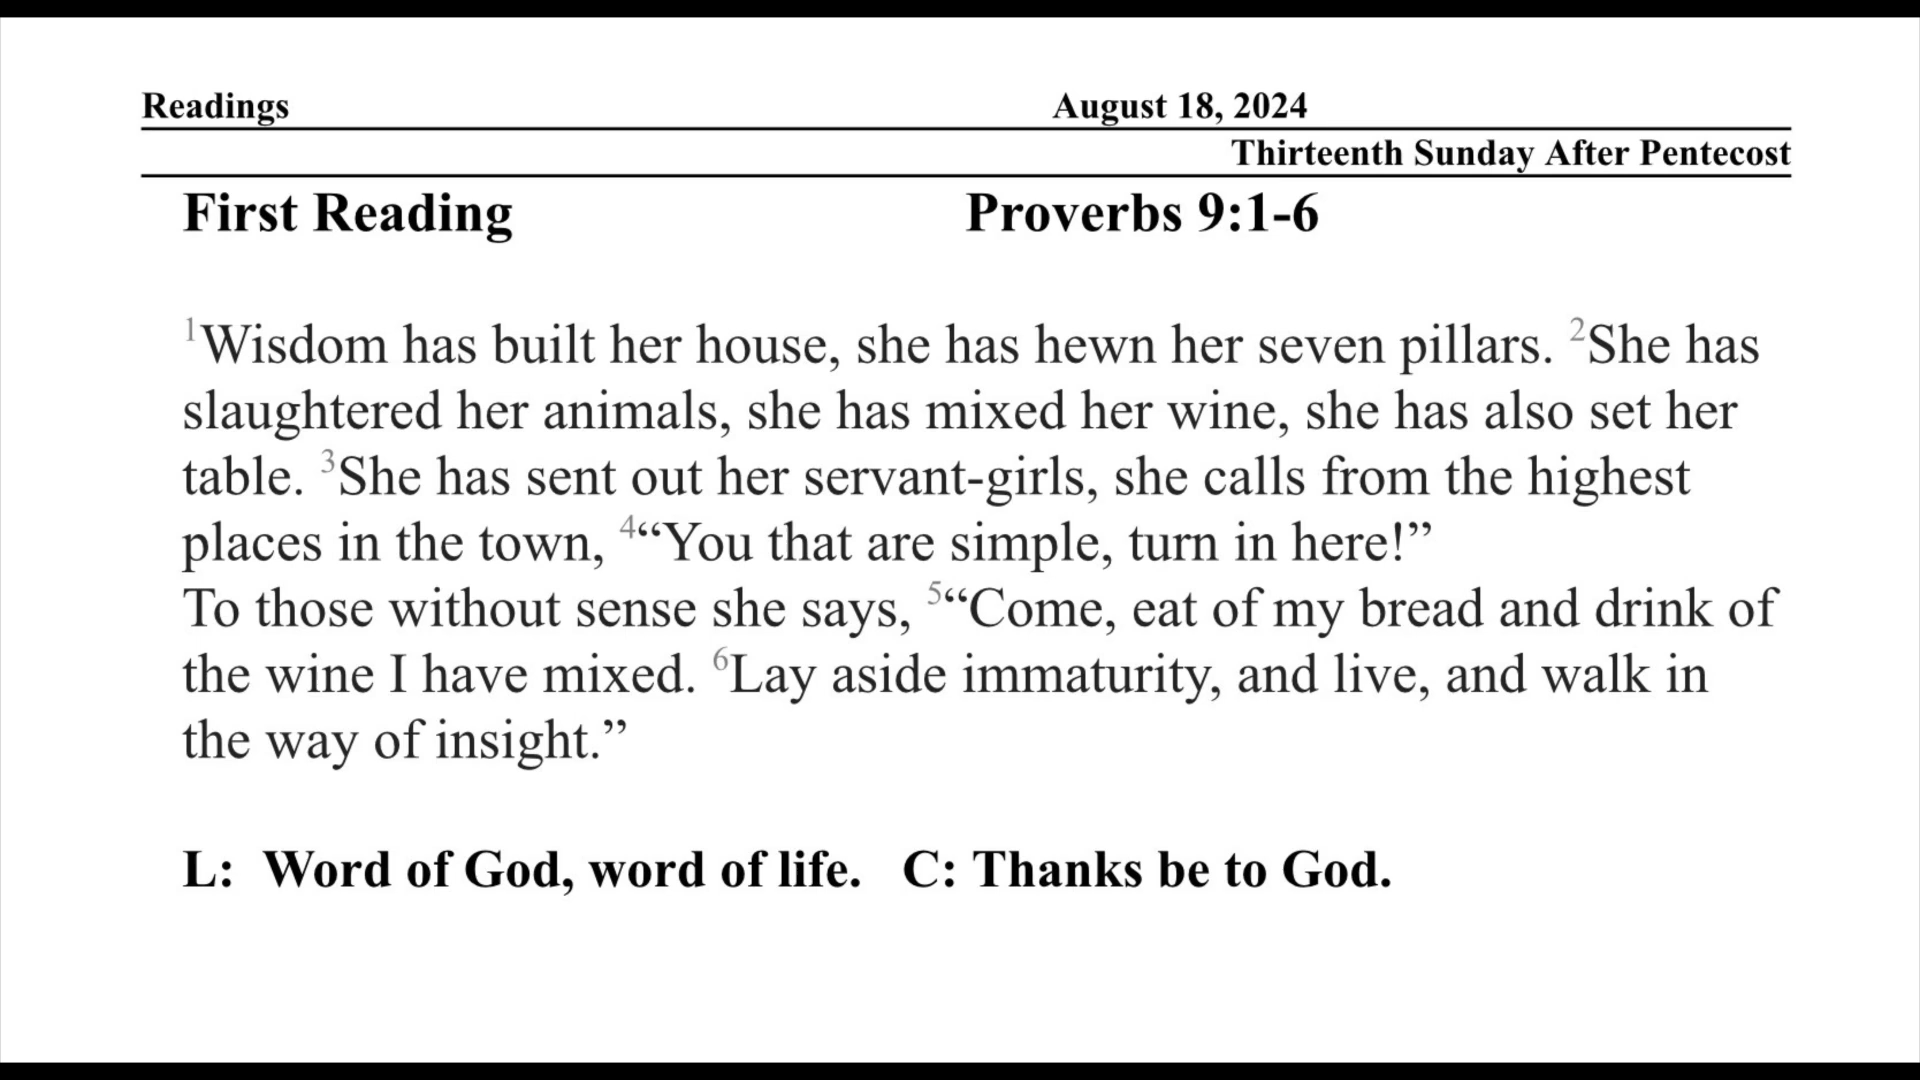 Readings August 18, 2024
Thirteenth Sunday After Pentecost
First Reading Proverbs 9:1-6
1Wisdom has built her house, she has hewn her seven pillars. 2She has
slaughtered her animals, she has mixed her wine, she has also set her
table. 3She has sent out her servant-girls, she calls from the highest
places in the town, 4“You that are simple, turn in here!”
To those without sense she says, 5“Come, eat of my bread and drink of
the wine I have mixed. 6Lay aside immaturity, and live, and walk in
the way of insight.”
L: Word of God, word of life. C: Thanks be to God.